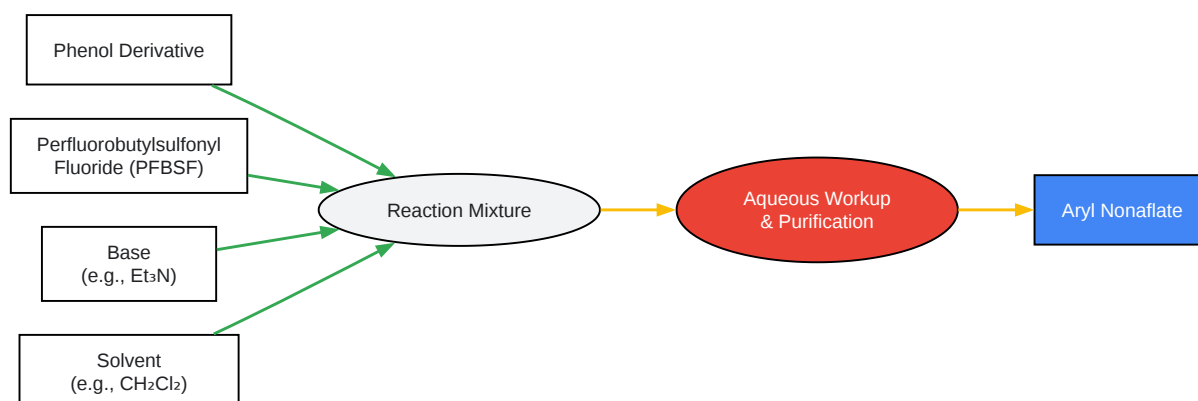 Phenol Derivative
Perfluorobutylsulfonyl
Fluoride (PFBSF)
Base
(e.g., Et₃N)
Solvent
(e.g., CH₂Cl₂)
Reaction Mixture
Aqueous Workup
& Purification
Aryl Nonaflate